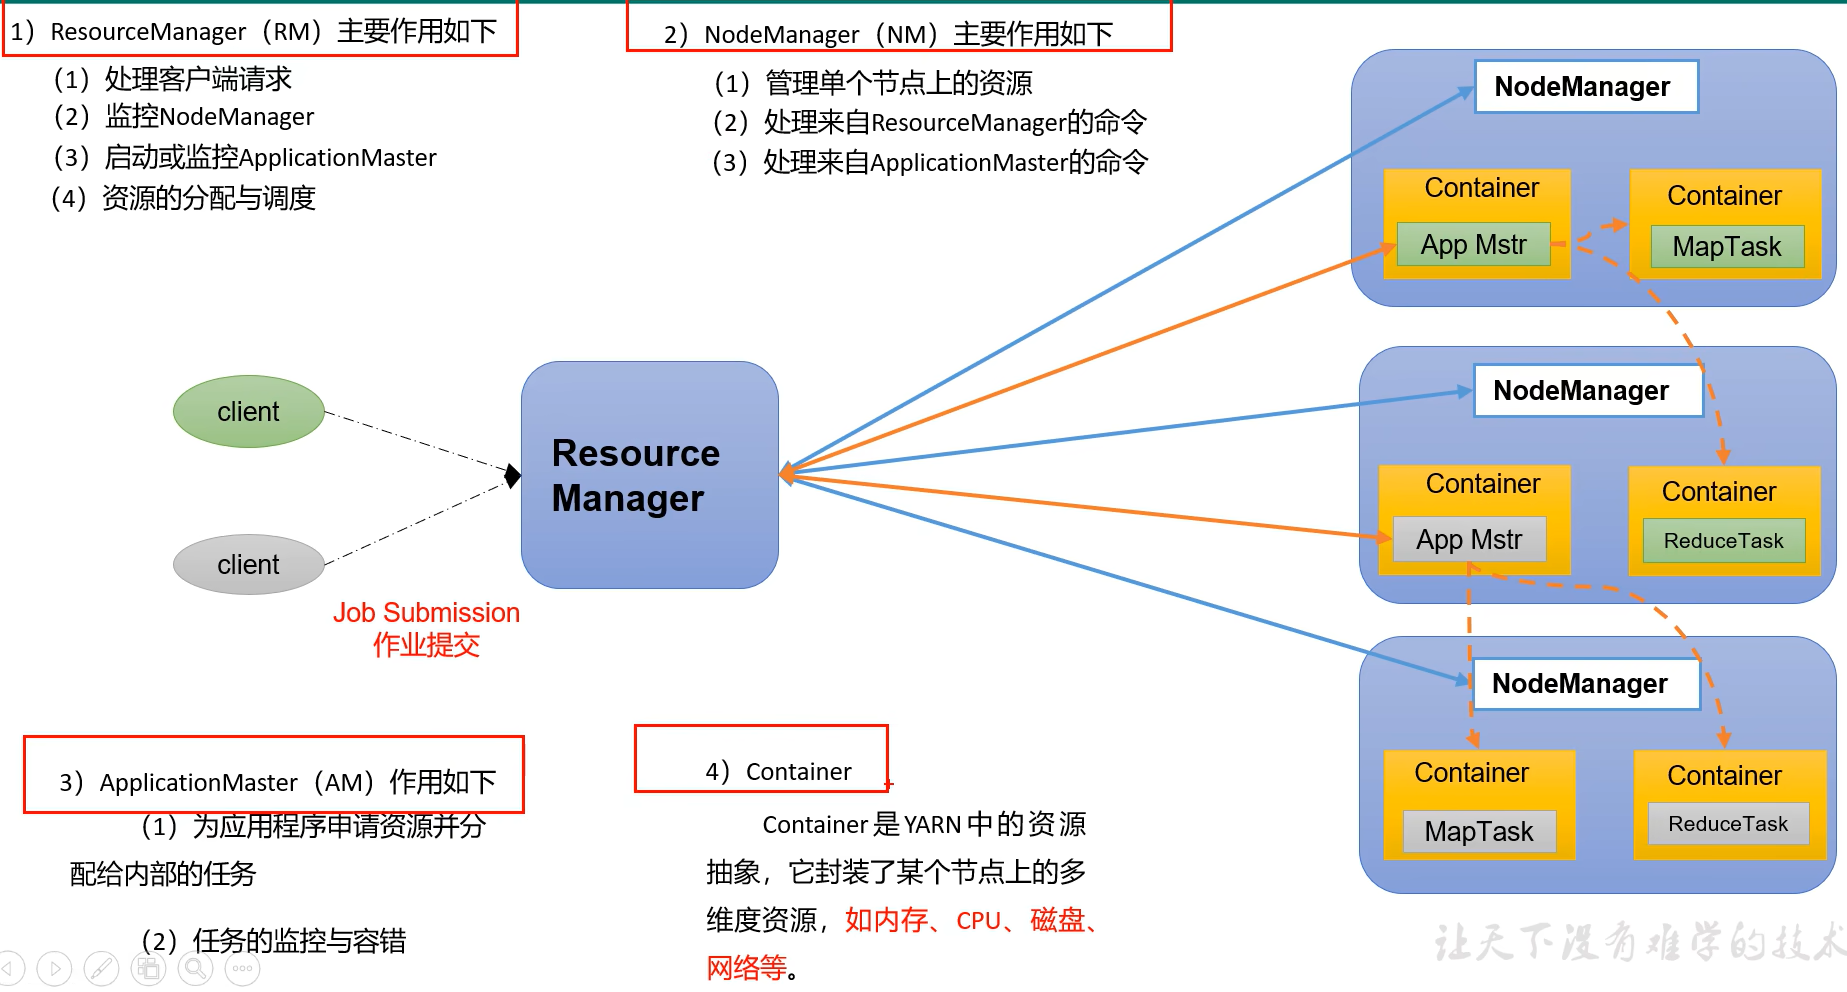 1）ResourceManager（RM）主要作用如下
（1）处理客户端请求
（2）监控NodeManager
（3）启动或监控ApplicationMaster
（4）资源的分配与调度
2）NodeManager（NM）主要作用如下
（1）管理单个节点上的资源
（2）处理来自ResourceManager的命令
（3）处理来自ApplicationMaster的命令
client
client
Job Submission
作业提交
Resource
Manager
NodeManager
Container
App Mstr
Container
MapTask
NodeManager
Container
App Mstr
Container
ReduceTask
NodeManager
Container
MapTask
Container
ReduceTask
3）ApplicationMaster（AM）作用如下
（1）为应用程序申请资源并分
配给内部的任务
（2）任务的监控与容错
4）Container
Container是YARN中的资源
抽象，它封装了某个节点上的多
维度资源，如内存、CPU、磁盘、
网络等。
让天下没有难学的技术